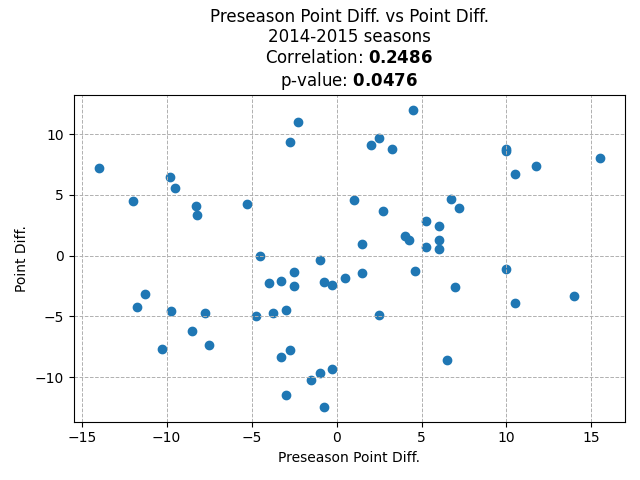 Preseason Point Diff. vs Point Diff.
2014-2015 seasons
Correlation: 0.2486
p-value: 0.0476
10
5
0
−5
−10
Point Diff.
−15 −10 −5 0 5 10 15
Preseason Point Diff.